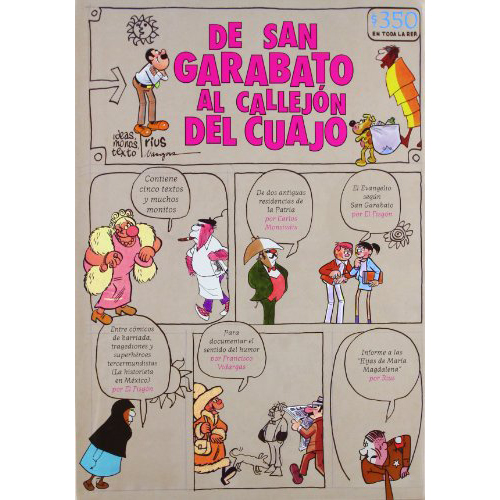 $350
EN TODA LA REP.
DE SAN
GARABATO
AL CALLEJÓN
DEL CUAJO
ideas,
monos,
texto
rius
Contiene
cinco textos
y muchos
monitos
De dos antiguas
residencias de
la Patria
por Carlos
Monsiváis
El Evangelio
según
San Garabato
por El Fisgón
Entre cómicos
de barriada,
tragediones y
superhéroes
tercermundistas
(La historieta
en México)
por El Fisgón
Para
documentar el
sentido del humor
por Francisco
Vidargas
Informe a las
"Hijas de María
Magdalena"